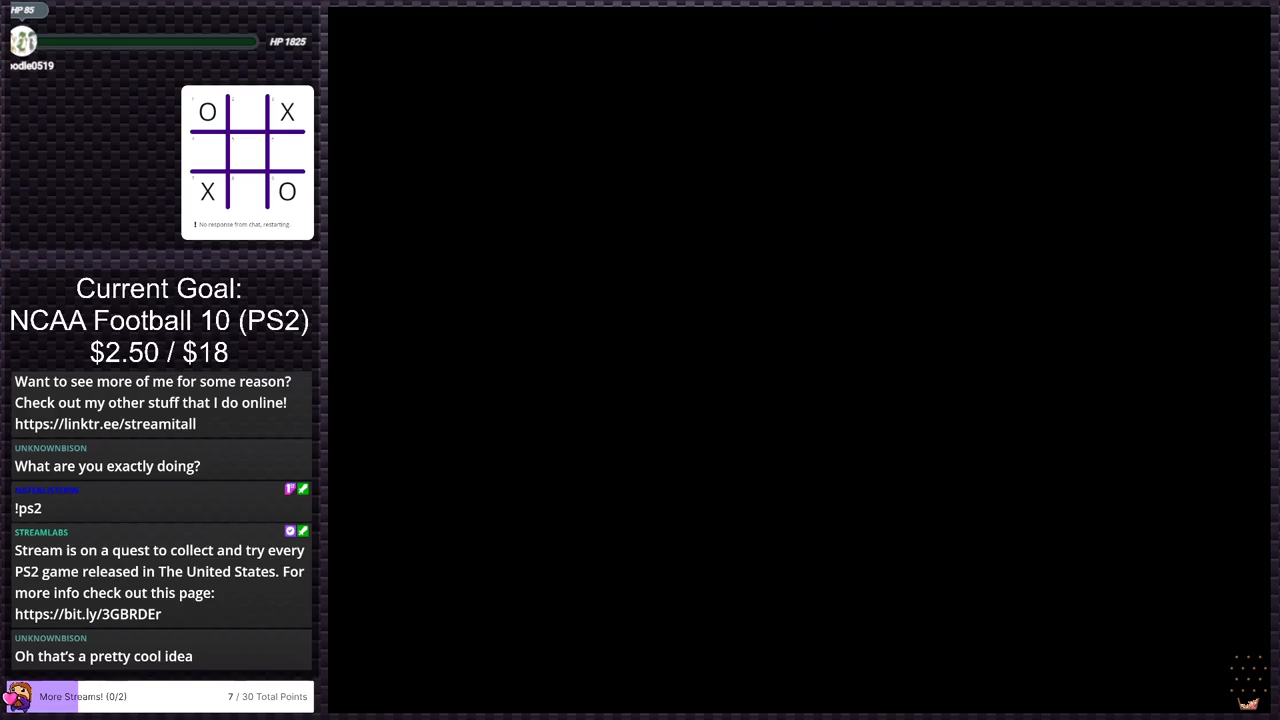 HP 85
HP 1825
oodle0519
O X
X O
! No response from chat, restarting.
Current Goal:
NCAA Football 10 (PS2)
$2.50 / $18
Want to see more of me for some reason?
Check out my other stuff that I do online!
https://linktr.ee/streamitall
UNKNOWNBISON
What are you exactly doing?
!ps2
STREAMLABS
Stream is on a quest to collect and try every
PS2 game released in The United States. For
more info check out this page:
https://bit.ly/3GBRDEr
UNKNOWNBISON
Oh that's a pretty cool idea
More Streams! (0/2)
7 / 30 Total Points